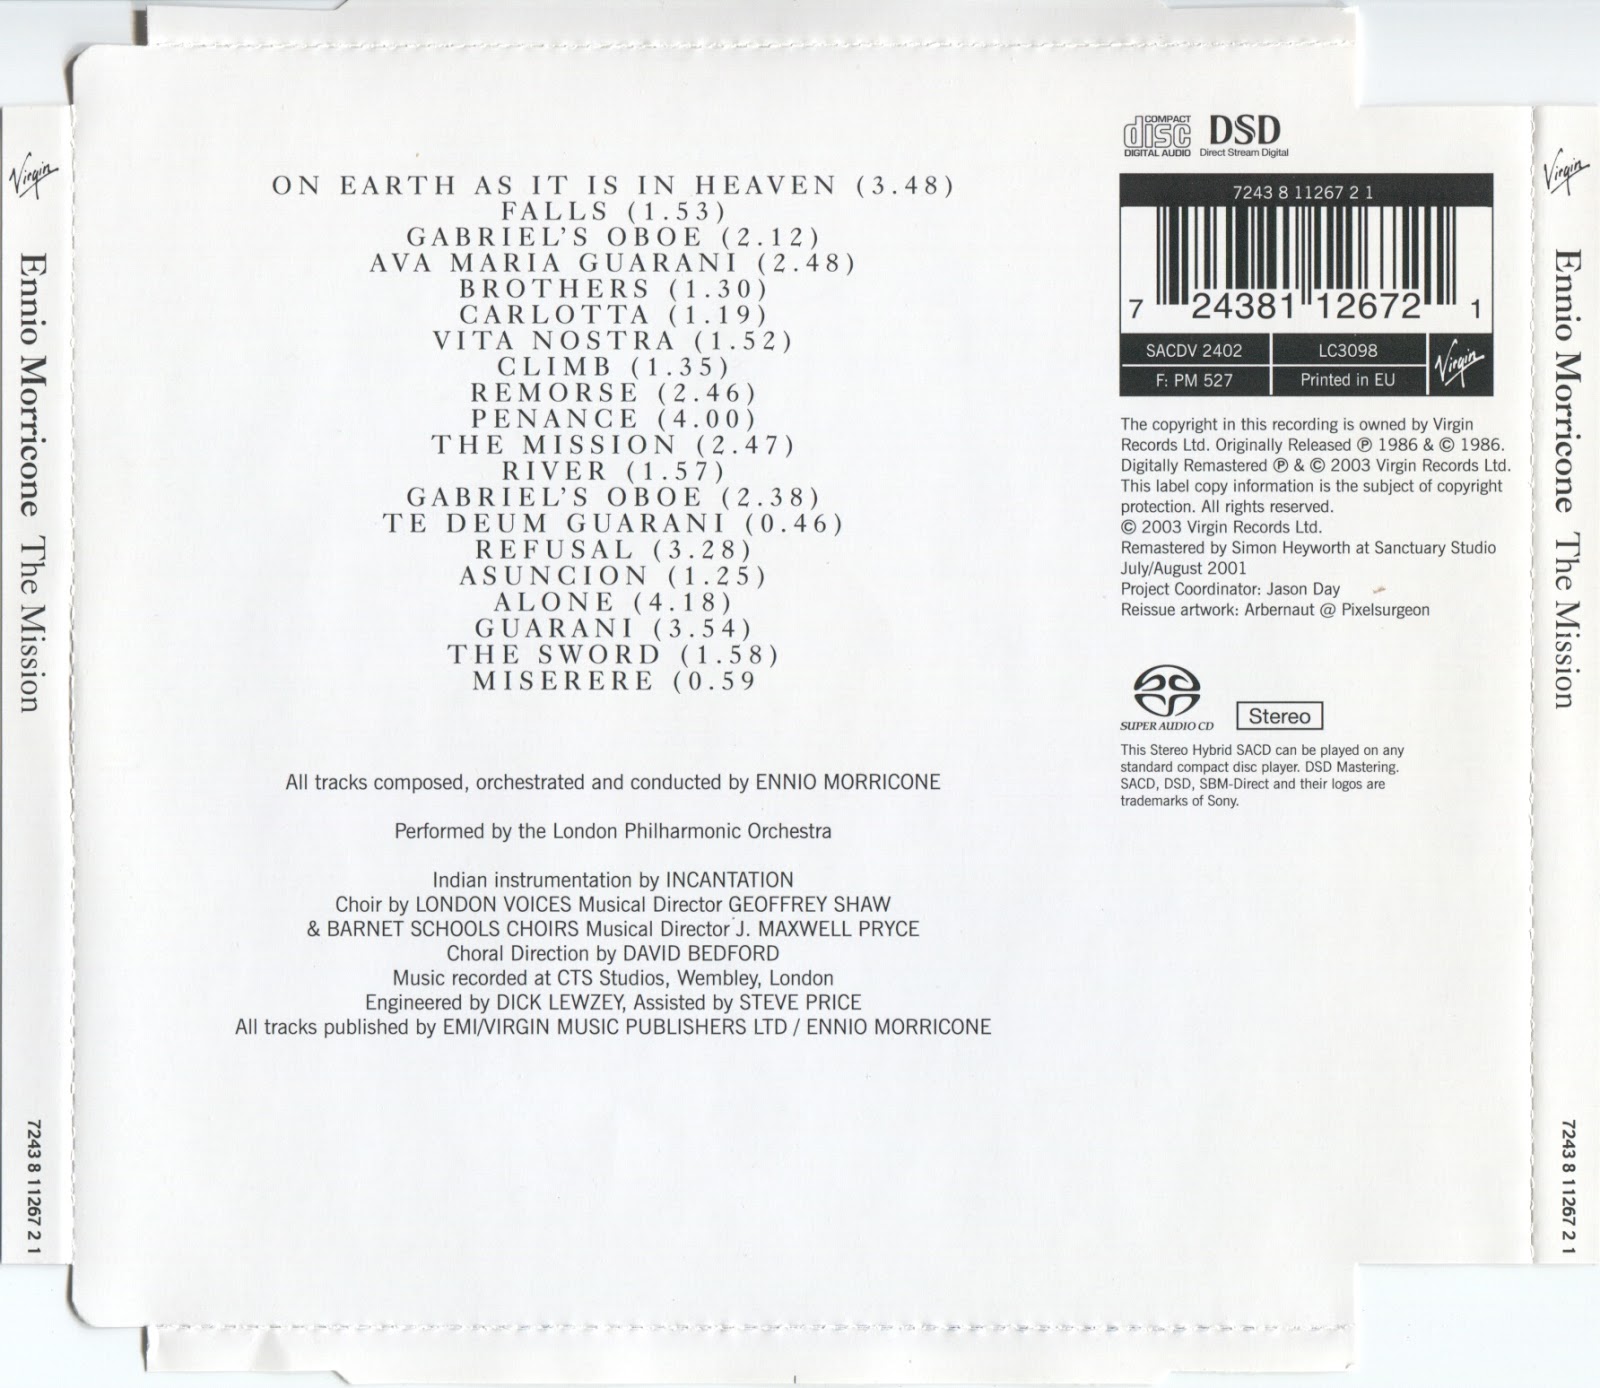 Virgin
Ennio Morricone The Mission
7243 8 11267 2 1
ON EARTH AS IT IS IN HEAVEN (3.48)
FALLS (1.53)
GABRIEL'S OBOE (2.12)
AVA MARIA GUARANI (2.48)
BROTHERS (1.30)
CARLOTTA (1.19)
VITA NOSTRA (1.52)
CLIMB (1.35)
REMORSE (2.46)
PENANCE (4.00)
THE MISSION (2.47)
RIVER (1.57)
GABRIEL'S OBOE (2.38)
TE DEUM GUARANI (0.46)
REFUSAL (3.28)
ASUNCION (1.25)
ALONE (4.18)
GUARANI (3.54)
THE SWORD (1.58)
MISERERE (0.59
All tracks composed, orchestrated and conducted by ENNIO MORRICONE
Performed by the London Philharmonic Orchestra
Indian instrumentation by INCANTATION
Choir by LONDON VOICES Musical Director GEOFFREY SHAW
& BARNET SCHOOLS CHOIRS Musical Director J. MAXWELL PRYCE
Choral Direction by DAVID BEDFORD
Music recorded at CTS Studios, Wembley, London
Engineered by DICK LEWZEY, Assisted by STEVE PRICE
All tracks published by EMI/VIRGIN MUSIC PUBLISHERS LTD / ENNIO MORRICONE
COMPACT
disc
DIGITAL AUDIO
DSD
Direct Stream Digital
7243 8 11267 2 1
7 24381 12672 1
SACDV 2402
LC3098
F: PM 527
Printed in EU
Virgin
The copyright in this recording is owned by Virgin
Records Ltd. Originally Released ℗ 1986 & © 1986.
Digitally Remastered ℗ & © 2003 Virgin Records Ltd.
This label copy information is the subject of copyright
protection. All rights reserved.
© 2003 Virgin Records Ltd.
Remastered by Simon Heyworth at Sanctuary Studio
July/August 2001
Project Coordinator: Jason Day
Reissue artwork: Arbernaut @ Pixelsurgeon
SUPER AUDIO CD
Stereo
This Stereo Hybrid SACD can be played on any
standard compact disc player. DSD Mastering.
SACD, DSD, SBM-Direct and their logos are
trademarks of Sony.
Virgin
Ennio Morricone The Mission
7243 8 11267 2 1